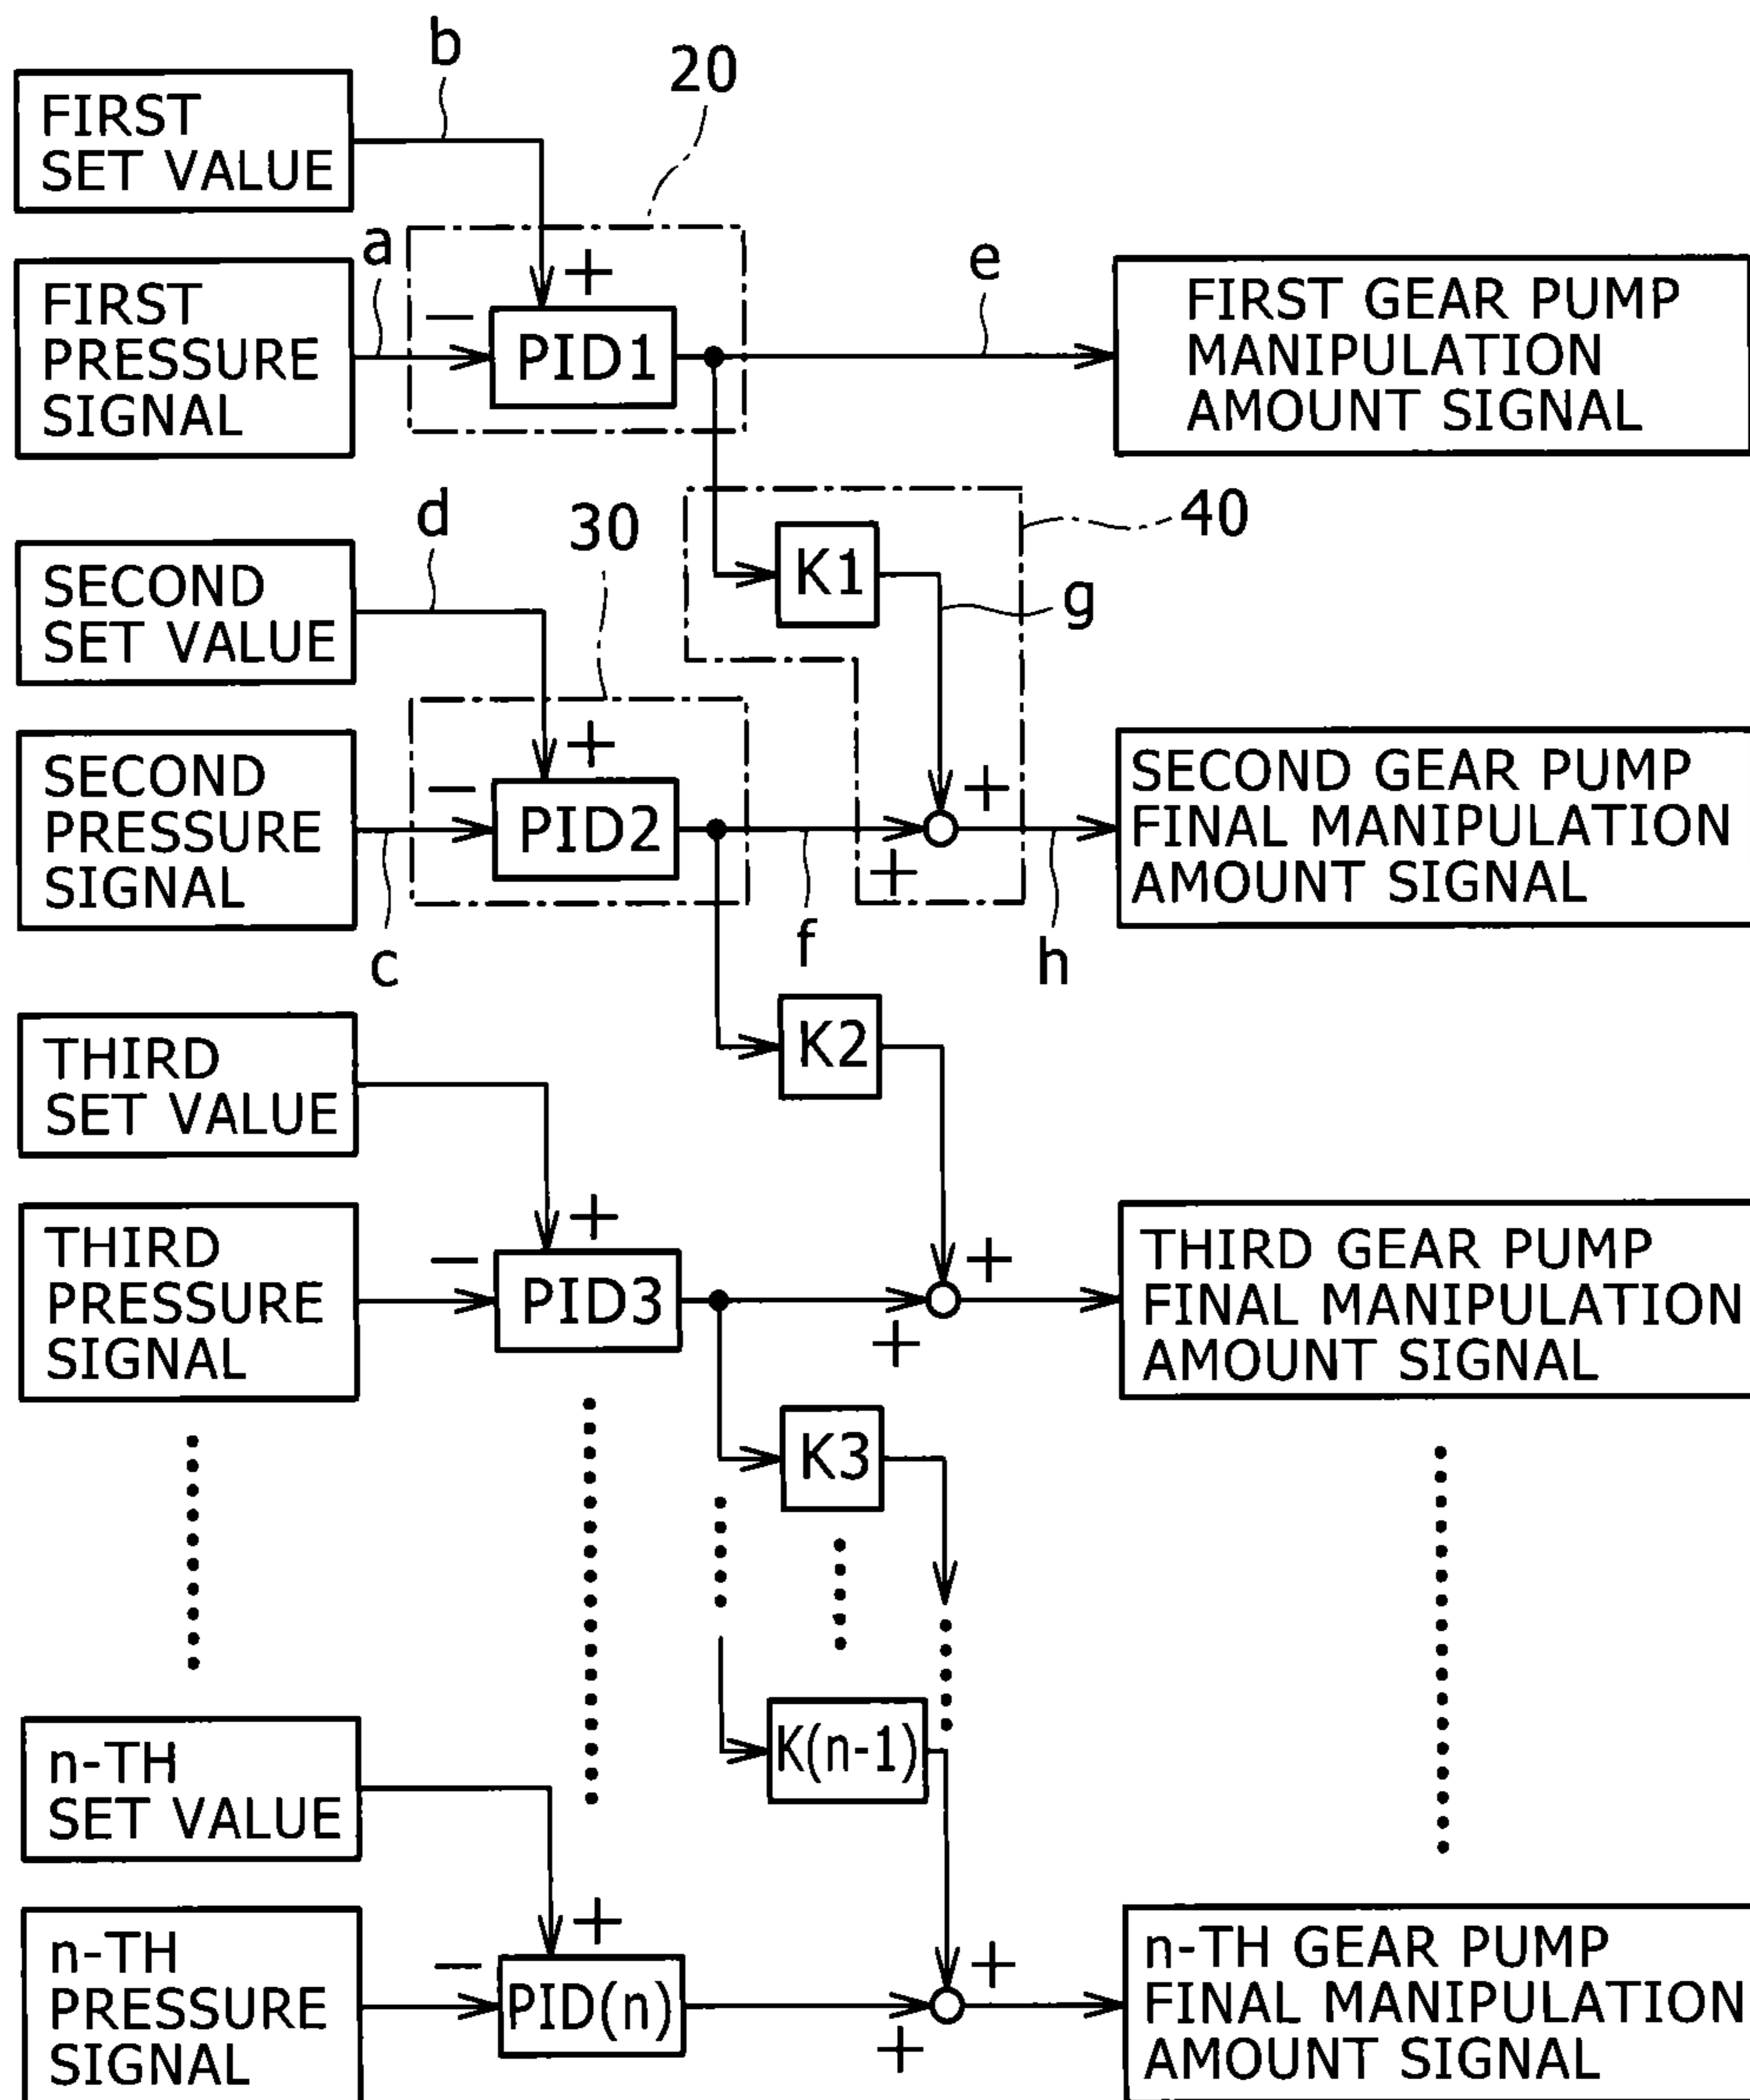 b
20
FIRST
SET VALUE
a
FIRST
PRESSURE
SIGNAL
+
−
PID1
e
FIRST GEAR PUMP
MANIPULATION
AMOUNT SIGNAL
d
30
40
SECOND
SET VALUE
K1
g
SECOND
PRESSURE
SIGNAL
+
−
PID2
+
+
SECOND GEAR PUMP
FINAL MANIPULATION
AMOUNT SIGNAL
c
f
h
K2
THIRD
SET VALUE
THIRD
PRESSURE
SIGNAL
+
−
PID3
+
+
THIRD GEAR PUMP
FINAL MANIPULATION
AMOUNT SIGNAL
K3
K(n-1)
n-TH
SET VALUE
n-TH
PRESSURE
SIGNAL
+
−
PID(n)
+
+
n-TH GEAR PUMP
FINAL MANIPULATION
AMOUNT SIGNAL